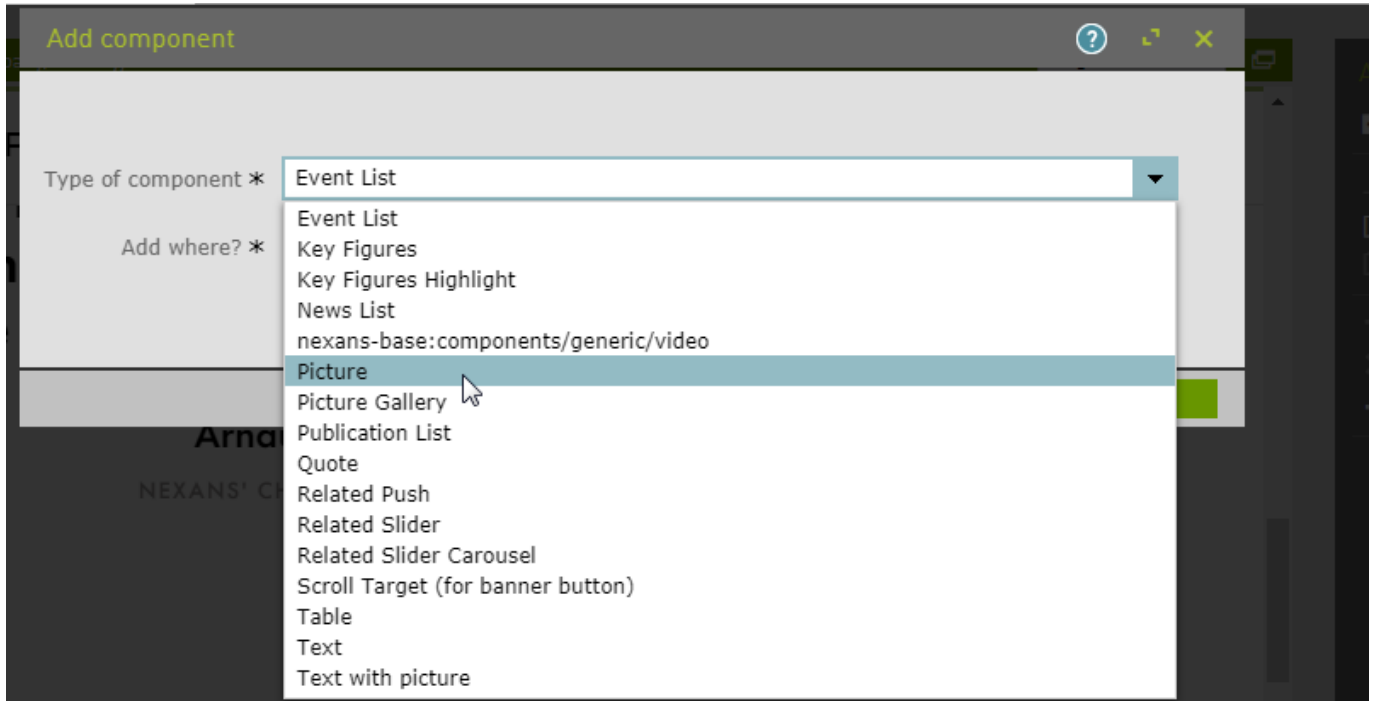 Add component
Type of component * Event List
Event List
Add where? *
Key Figures
Key Figures Highlight
News List
nexans-base:components/generic/video
Picture
Picture Gallery
Publication List
Quote
Related Push
Related Slider
Related Slider Carousel
Scroll Target (for banner button)
Table
Text
Text with picture
NEXANS'